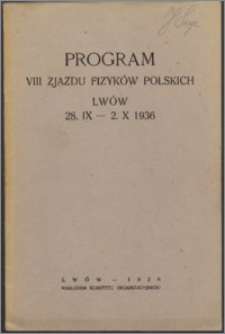 PROGRAM
VIII ZJAZDU FIZYKÓW POLSKICH
LWÓW
28. IX — 2. X 1936
LWÓW — 1936
NAKŁADEM KOMITETU ORGANIZACYJNEGO